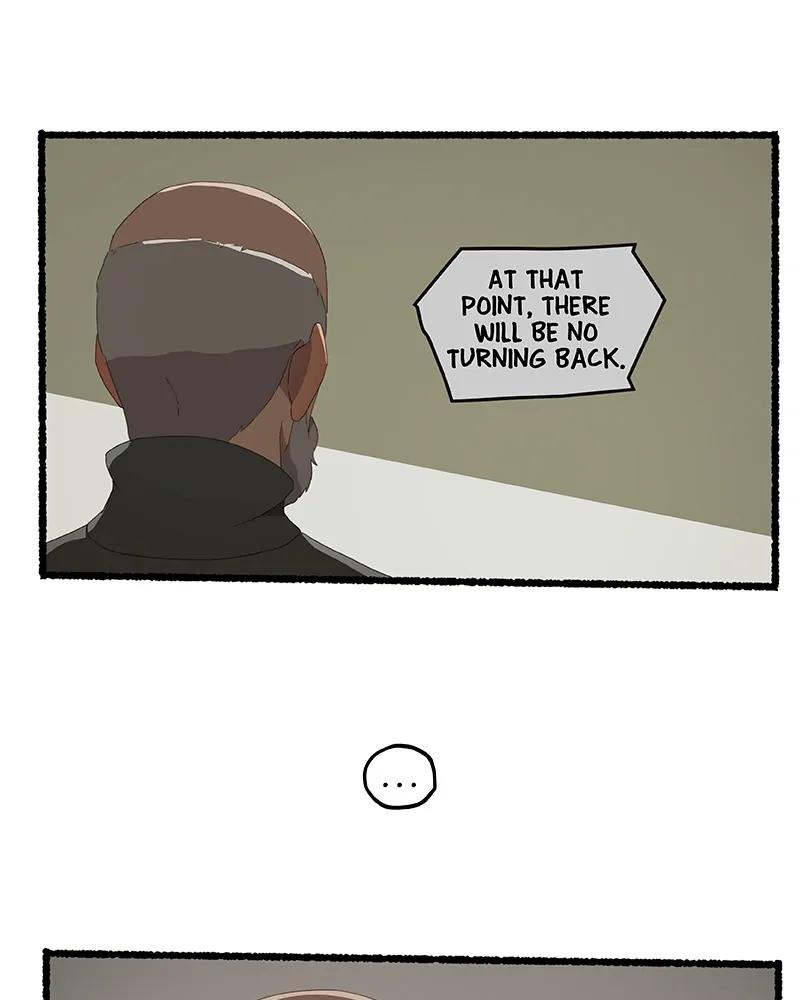 AT THAT
POINT, THERE
WILL BE NO
TURNING BACK.
...